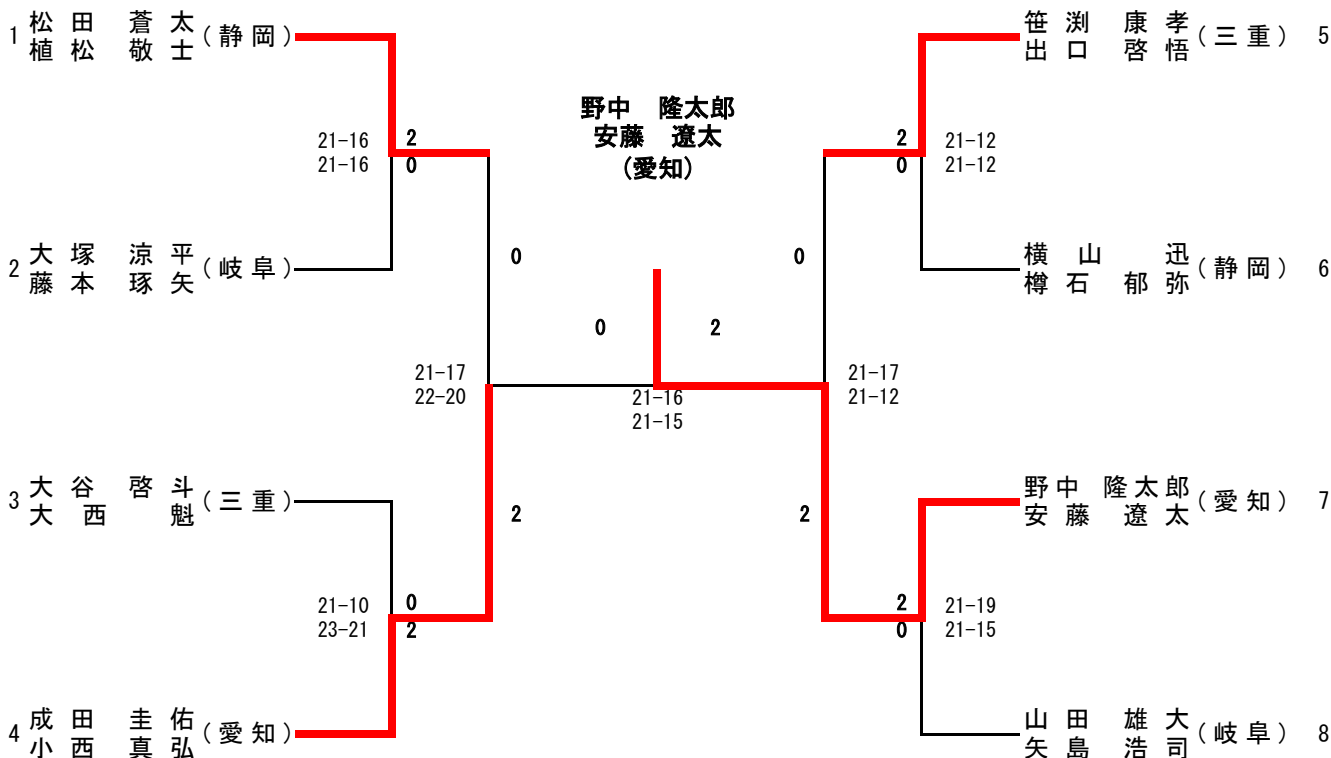 1 松田 蒼太 (静岡)
植松 敬士
21-16 2
21-16 0
2 大塚 涼平 (岐阜)
藤本 琢矢
0
21-17
22-20
3 大谷 啓斗 (三重)
大西 魁
2
21-10 0
23-21 2
4 成田 圭佑 (愛知)
小西 真弘
野中 隆太郎
安藤 遼太
(愛知)
0 2
21-16
21-15
笹渕 康孝 (三重) 5
出口 啓悟
2 21-12
0 21-12
横山 迅 (静岡) 6
樽石 郁弥
0
21-17
21-12
野中 隆太郎 (愛知) 7
安藤 遼太
2
2 21-19
0 21-15
山田 雄大 (岐阜) 8
矢島 浩司